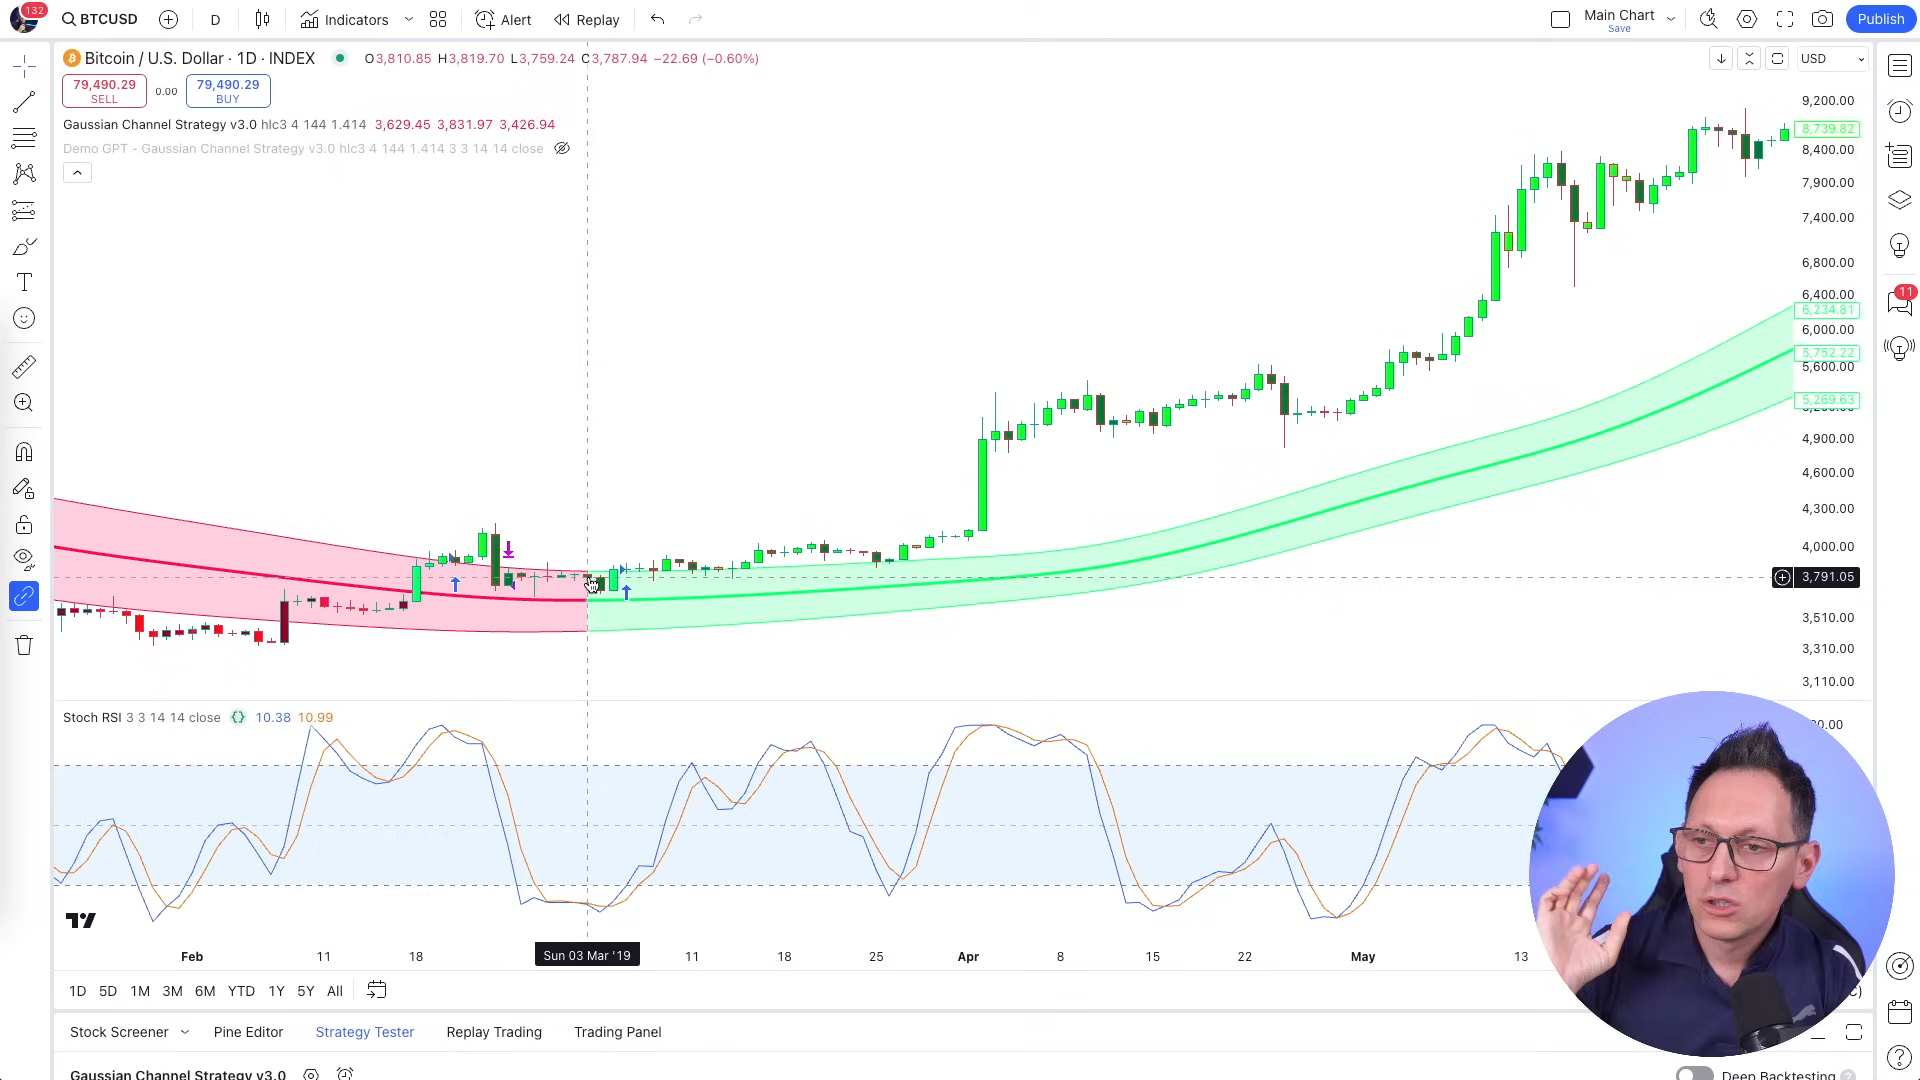 132
BTCUSD
D
Indicators
Alert
Replay
Main Chart
Save
Publish
Bitcoin / U.S. Dollar · 1D · INDEX
O3,810.85 H3,819.70 L3,759.24 C3,787.94 −22.69 (−0.60%)
USD
79,490.29
SELL
0.00
79,490.29
BUY
Gaussian Channel Strategy v3.0 hlc3 4 144 1.414 3,629.45 3,831.97 3,426.94
Demo GPT - Gaussian Channel Strategy v3.0 hlc3 4 144 1.414 3 3 14 14 close
9,200.00
8,739.82
8,400.00
7,900.00
7,400.00
6,800.00
6,400.00
6,234.81
6,000.00
5,752.22
5,600.00
5,269.63
4,900.00
4,600.00
4,300.00
4,000.00
3,791.05
3,510.00
3,310.00
3,110.00
11
Stoch RSI 3 3 14 14 close {} 10.38 10.99
Feb
11
18
Sun 03 Mar '19
11
18
25
Apr
8
15
22
May
13
1D
5D
1M
3M
6M
YTD
1Y
5Y
All
Stock Screener
Pine Editor
Strategy Tester
Replay Trading
Trading Panel
Gaussian Channel Strategy v3.0
Deep Backtesting